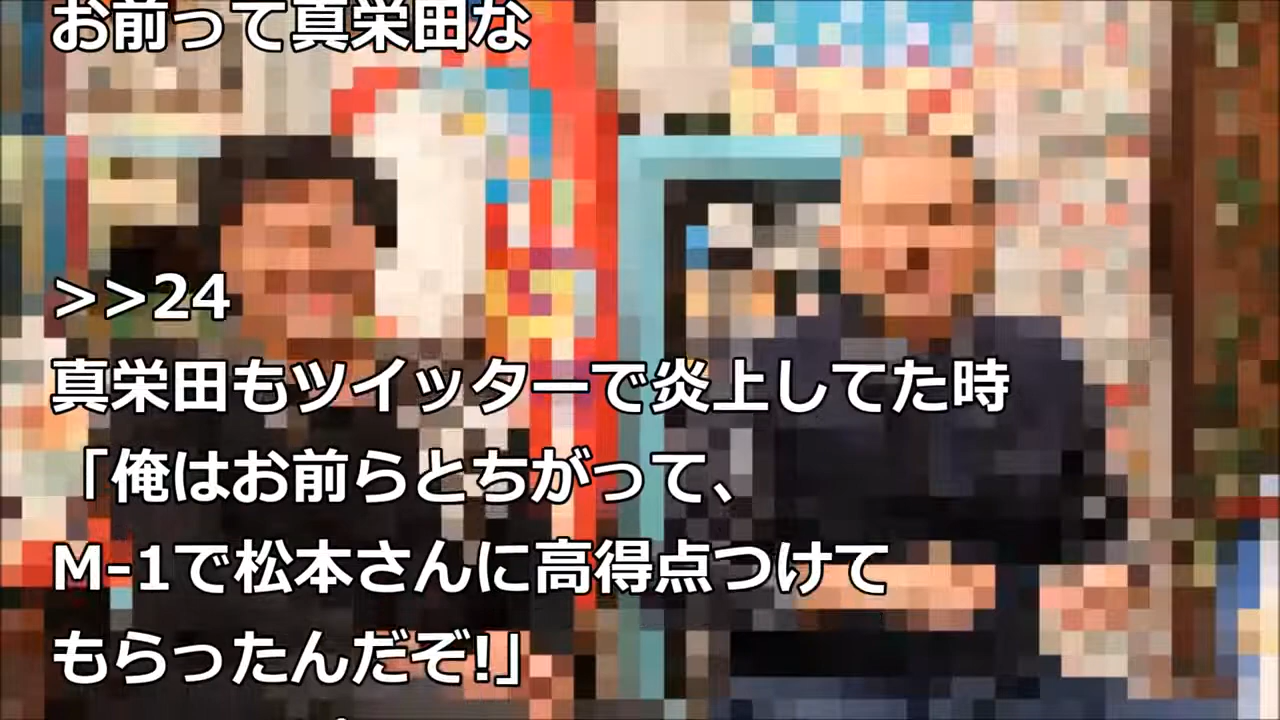 お前って真栄田な
>>24
真栄田もツイッターで炎上してた時
「俺はお前らとちがって、
M-1で松本さんに高得点つけて
もらったんだぞ!」